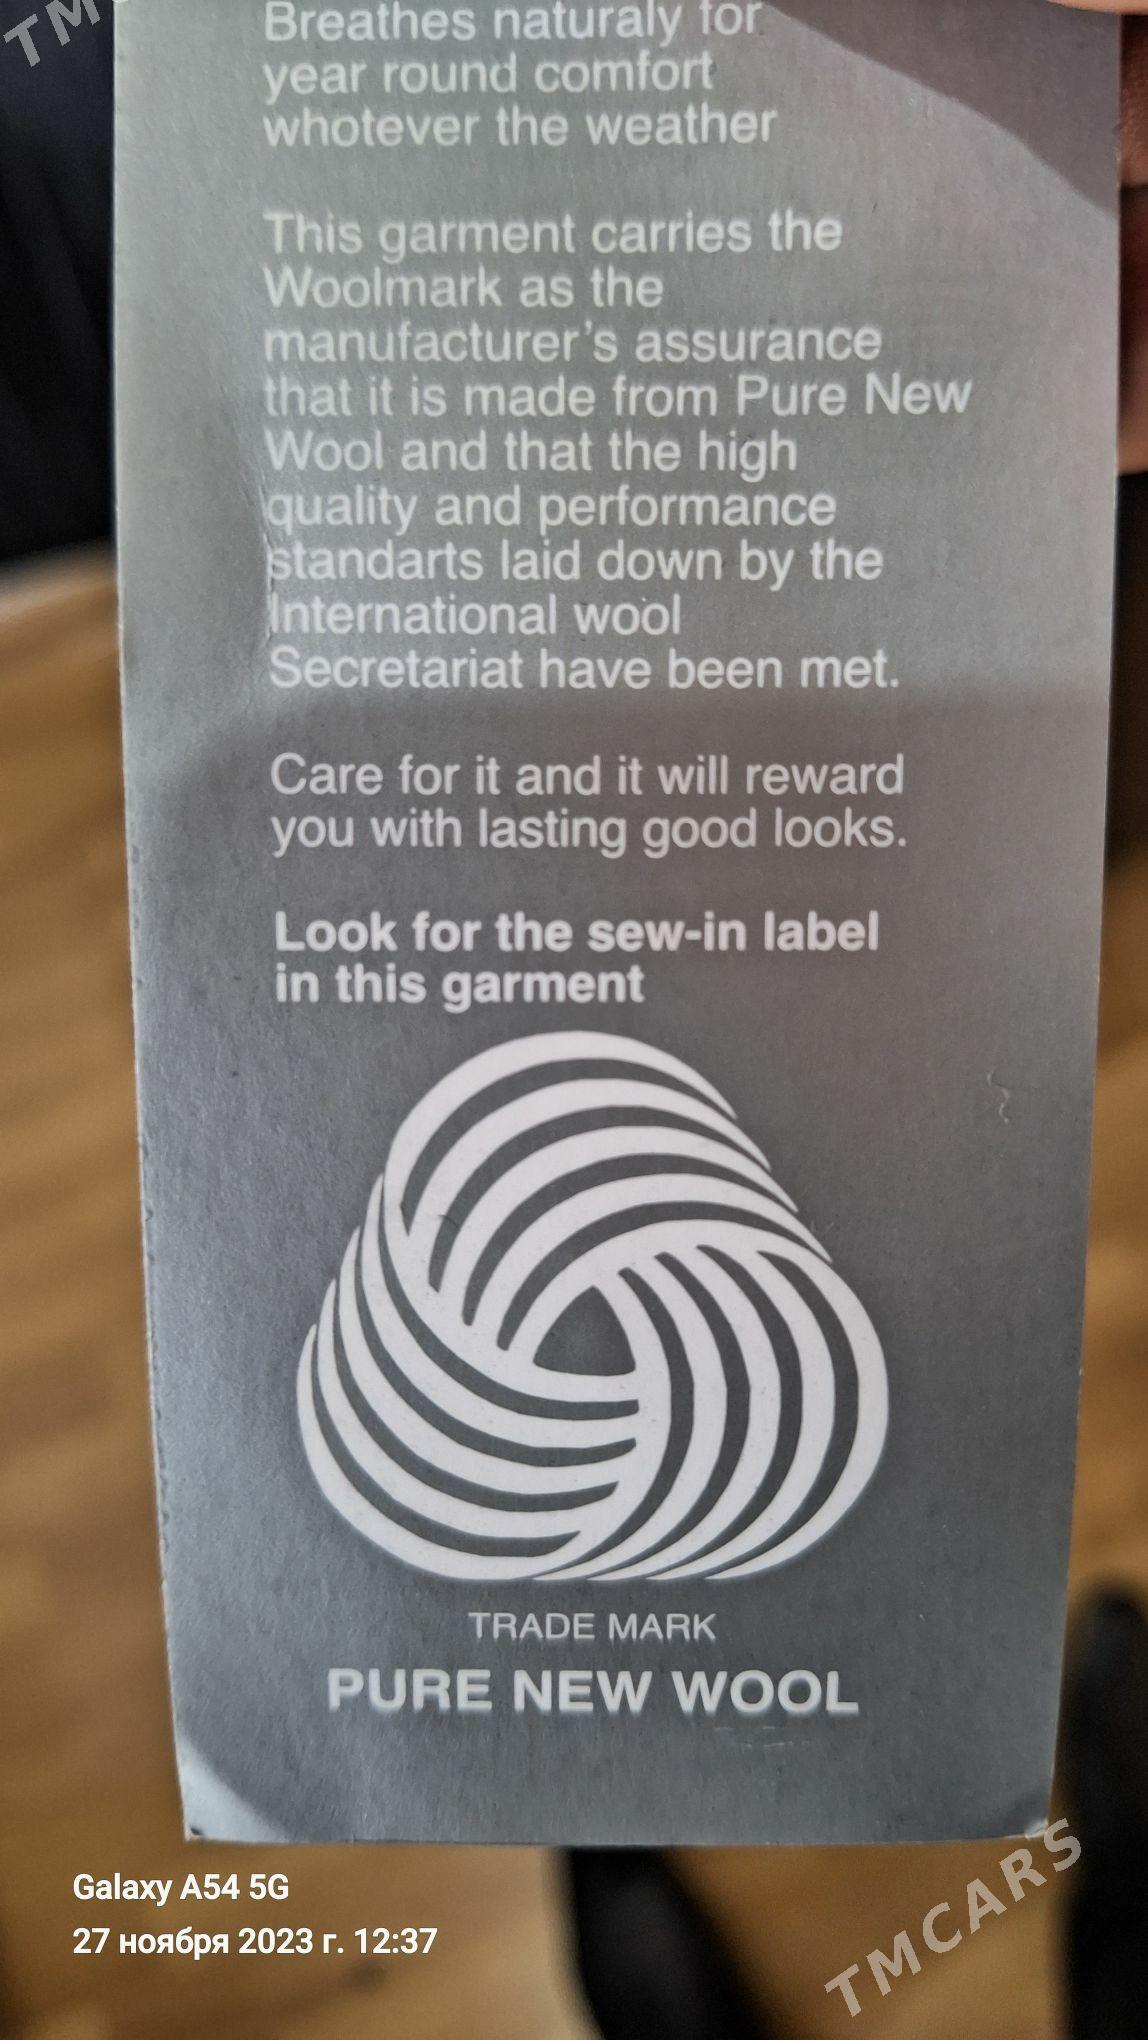 Breathes naturaly for
year round comfort
whotever the weather
This garment carries the
Woolmark as the
manufacturer's assurance
that it is made from Pure New
Wool and that the high
quality and performance
standarts laid down by the
International wool
Secretariat have been met.
Care for it and it will reward
you with lasting good looks.
Look for the sew-in label
in this garment
TRADE MARK
PURE NEW WOOL
Galaxy A54 5G
27 ноября 2023 г. 12:37
TMCARS